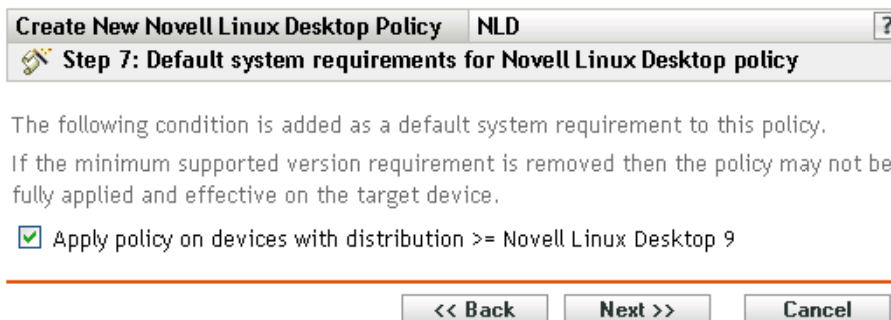 Create New Novell Linux Desktop Policy NLD ?
Step 7: Default system requirements for Novell Linux Desktop policy
The following condition is added as a default system requirement to this policy.
If the minimum supported version requirement is removed then the policy may not be
fully applied and effective on the target device.
Apply policy on devices with distribution >= Novell Linux Desktop 9
<< Back Next >> Cancel